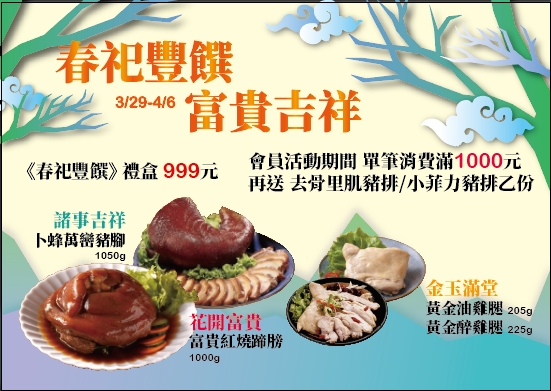 春祀豐饌
3/29-4/6
富貴吉祥
《春祀豐饌》禮盒 999元
會員活動期間 單筆消費滿1000元
再送 去骨里肌豬排/小菲力豬排乙份
諸事吉祥
卜蜂萬巒豬腳
1050g
花開富貴
富貴紅燒蹄膀
1000g
金玉滿堂
黃金油雞腿 205g
黃金醉雞腿 225g